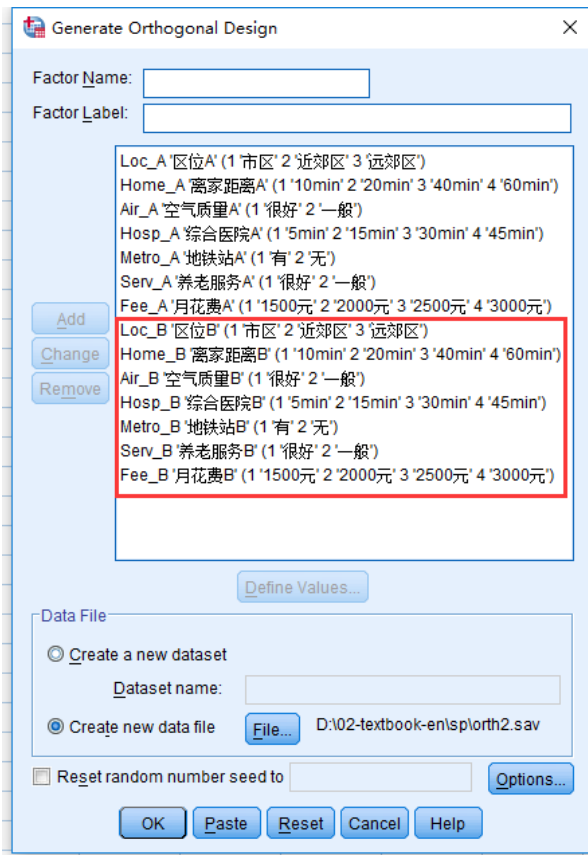 Generate Orthogonal Design
Factor Name:
Factor Label:
Loc_A '区位A' (1 '市区' 2 '近郊区' 3 '远郊区')
Home_A '离家距离A' (1 '10min' 2 '20min' 3 '40min' 4 '60min')
Air_A '空气质量A' (1 '很好' 2 '一般')
Hosp_A '综合医院A' (1 '5min' 2 '15min' 3 '30min' 4 '45min')
Metro_A '地铁站A' (1 '有' 2 '无')
Serv_A '养老服务A' (1 '很好' 2 '一般')
Fee_A '月花费A' (1 '1500元' 2 '2000元' 3 '2500元' 4 '3000元')
Loc_B '区位B' (1 '市区' 2 '近郊区' 3 '远郊区')
Home_B '离家距离B' (1 '10min' 2 '20min' 3 '40min' 4 '60min')
Air_B '空气质量B' (1 '很好' 2 '一般')
Hosp_B '综合医院B' (1 '5min' 2 '15min' 3 '30min' 4 '45min')
Metro_B '地铁站B' (1 '有' 2 '无')
Serv_B '养老服务B' (1 '很好' 2 '一般')
Fee_B '月花费B' (1 '1500元' 2 '2000元' 3 '2500元' 4 '3000元')
Add
Change
Remove
Define Values...
Data File
Create a new dataset
Dataset name:
Create new data file
File...
D:\02-textbook-en\sp\orth2.sav
Reset random number seed to
Options...
OK
Paste
Reset
Cancel
Help